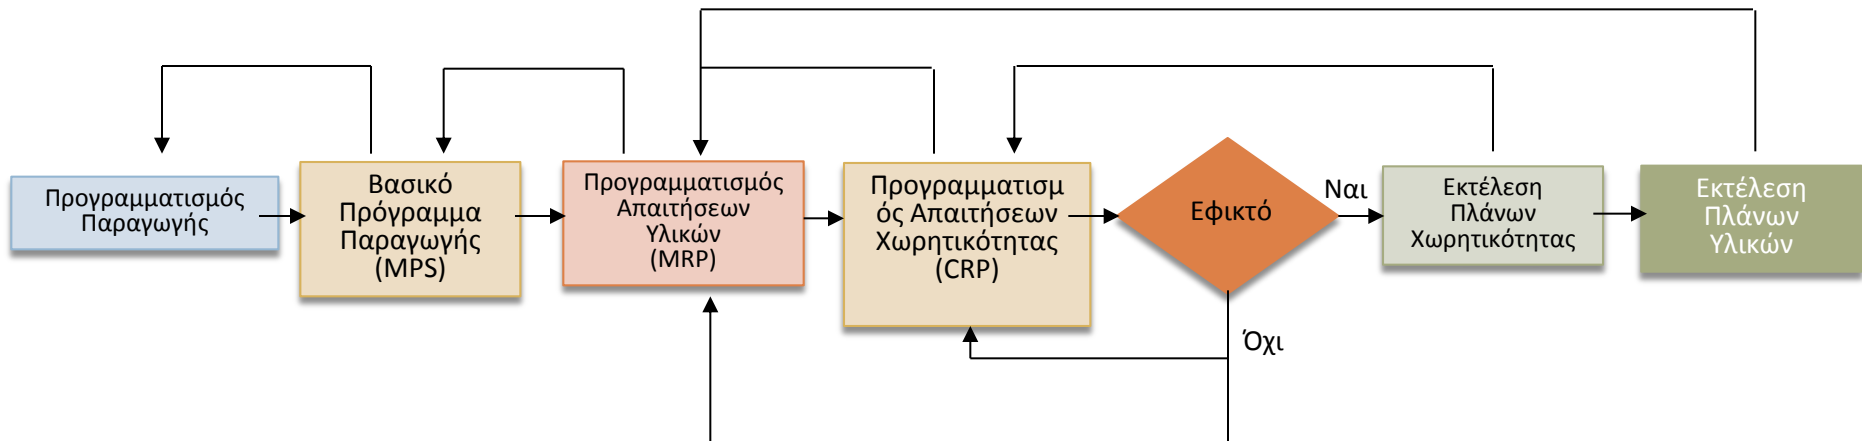 Προγραμματισμός
Παραγωγής
Βασικό
Πρόγραμμα
Παραγωγής
(MPS)
Προγραμματισμός
Απαιτήσεων
Υλικών
(MRP)
Προγραμματισμ
ός Απαιτήσεων
Χωρητικότητας
(CRP)
Εφικτό
Ναι
Όχι
Εκτέλεση
Πλάνων
Χωρητικότητας
Εκτέλεση
Πλάνων
Υλικών